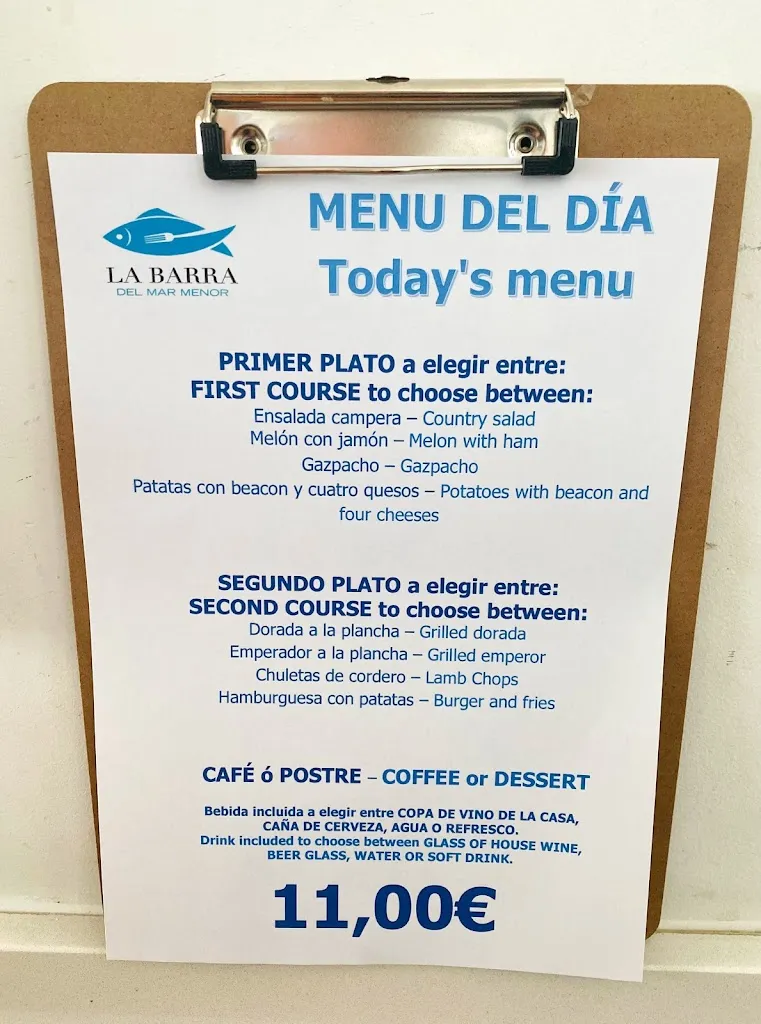 LA BARRA
DEL MAR MENOR
MENU DEL DÍA
Today's menu
PRIMER PLATO a elegir entre:
FIRST COURSE to choose between:
Ensalada campera – Country salad
Melón con jamón – Melon with ham
Gazpacho – Gazpacho
Patatas con beacon y cuatro quesos – Potatoes with beacon and
four cheeses
SEGUNDO PLATO a elegir entre:
SECOND COURSE to choose between:
Dorada a la plancha – Grilled dorada
Emperador a la plancha – Grilled emperor
Chuletas de cordero – Lamb Chops
Hamburguesa con patatas – Burger and fries
CAFÉ ó POSTRE – COFFEE or DESSERT
Bebida incluida a elegir entre COPA DE VINO DE LA CASA,
CAÑA DE CERVEZA, AGUA O REFRESCO.
Drink included to choose between GLASS OF HOUSE WINE,
BEER GLASS, WATER OR SOFT DRINK.
11,00€